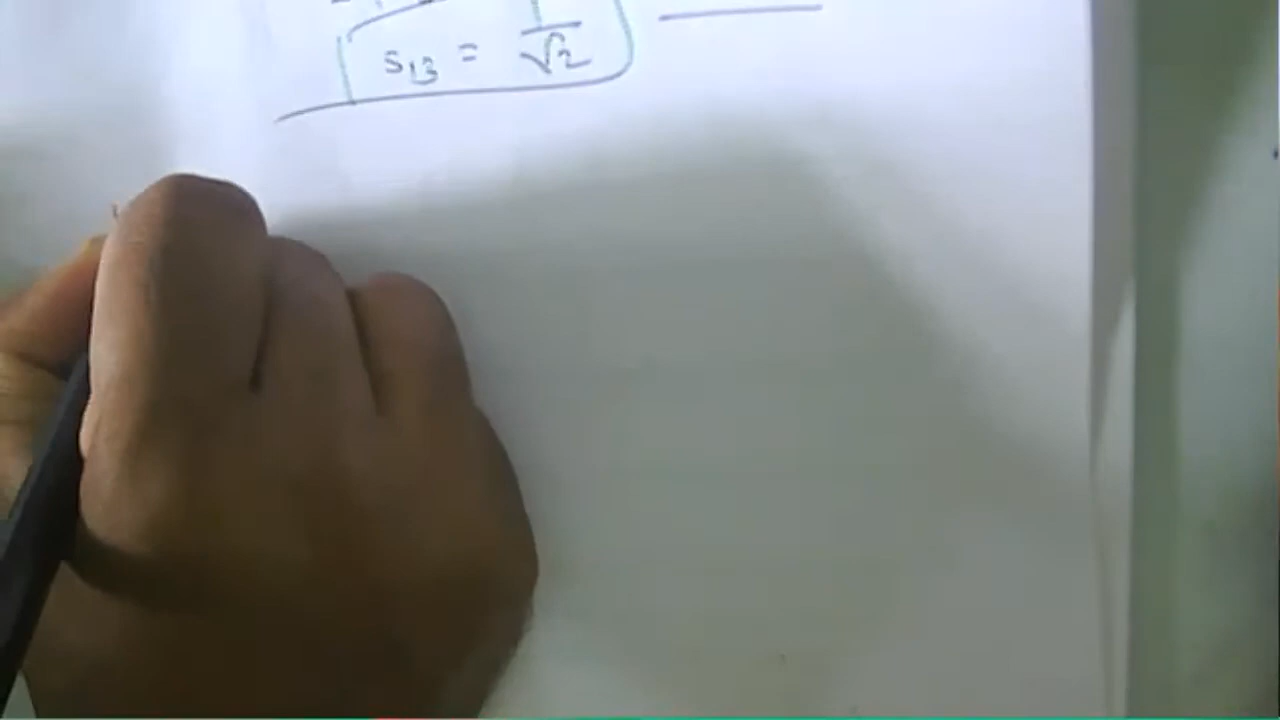 S13 = 1/√2